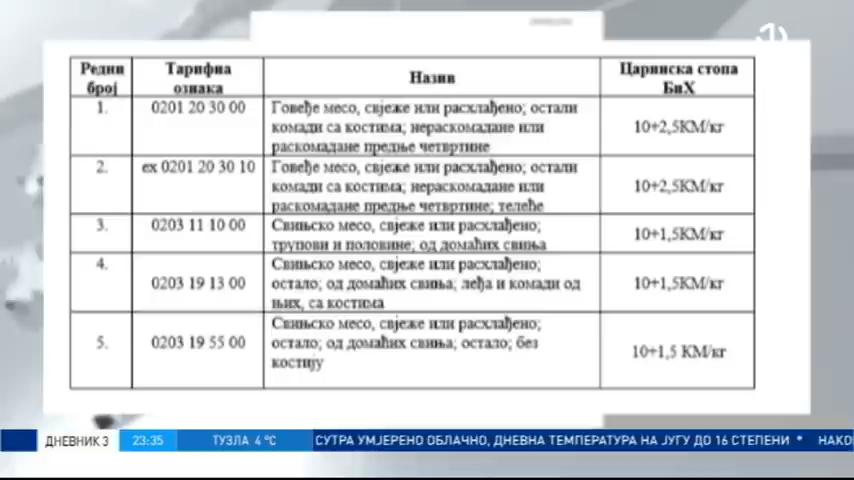 Редни број
Тарифна ознака
Назив
Царинска стопа БиХ
1.
0201 20 30 00
Говеђе месо, свјеже или расхлађено; остали
комади са костима; нераскомадане или
раскомадане предње четвртине
10+2,5КМ/кг
2.
ex 0201 20 30 10
Говеђе месо, свјеже или расхлађено; остали
комади са костима; нераскомадане или
раскомадане предње четвртине; телеће
10+2,5КМ/кг
3.
0203 11 10 00
Свињско месо, свјеже или расхлађено;
трупови и половине; од домаћих свиња
10+1,5КМ/кг
4.
0203 19 13 00
Свињско месо, свјеже или расхлађено;
остало; од домаћих свиња; леђа и комади од
њих, са костима
10+1,5КМ/кг
5.
0203 19 55 00
Свињско месо, свјеже или расхлађено;
остало; од домаћих свиња; остало; без
костију
10+1,5 КМ/кг
ДНЕВНИК 3 23:35 ТУЗЛА 4 °C СУТРА УМЈЕРЕНО ОБЛАЧНО, ДНЕВНА ТЕМПЕРАТУРА НА ЈУГУ ДО 16 СТЕПЕНИ * НАКО